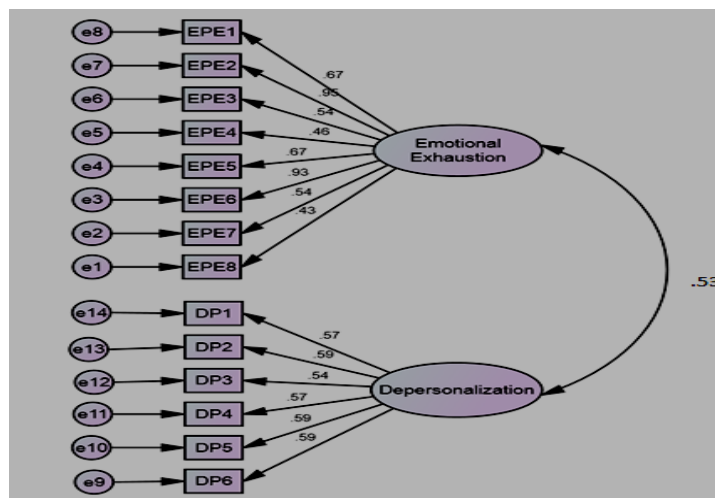 e8
EPE1
e7
EPE2
e6
EPE3
e5
EPE4
e4
EPE5
e3
EPE6
e2
EPE7
e1
EPE8
.67
.95
.54
.46
.67
.93
.54
.43
Emotional
Exhaustion
.53
e14
DP1
e13
DP2
e12
DP3
e11
DP4
e10
DP5
e9
DP6
.57
.59
.54
.57
.59
.59
Depersonalization